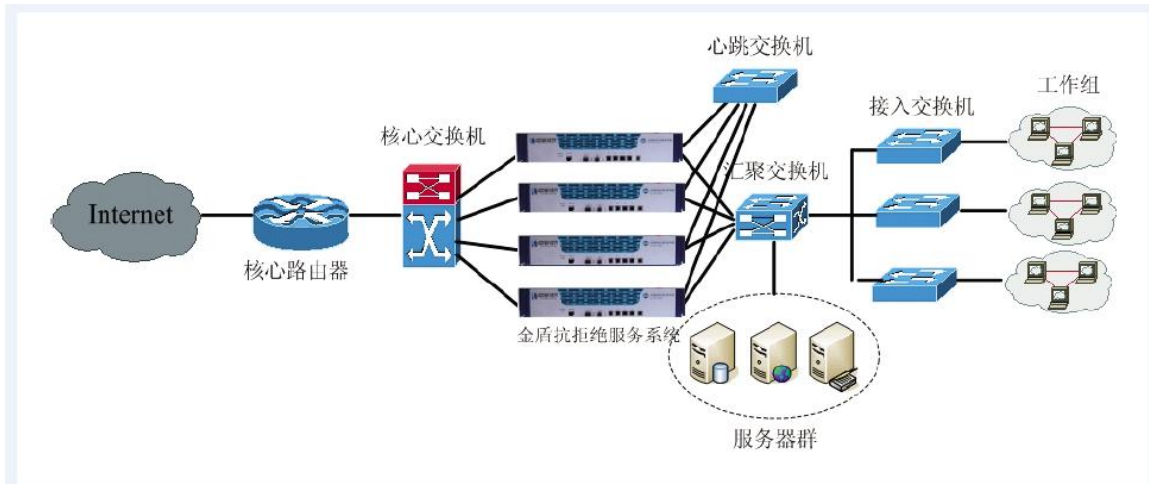 心跳交换机
工作组
接入交换机
核心交换机
汇聚交换机
Internet
核心路由器
金盾抗拒绝服务系统
服务器群